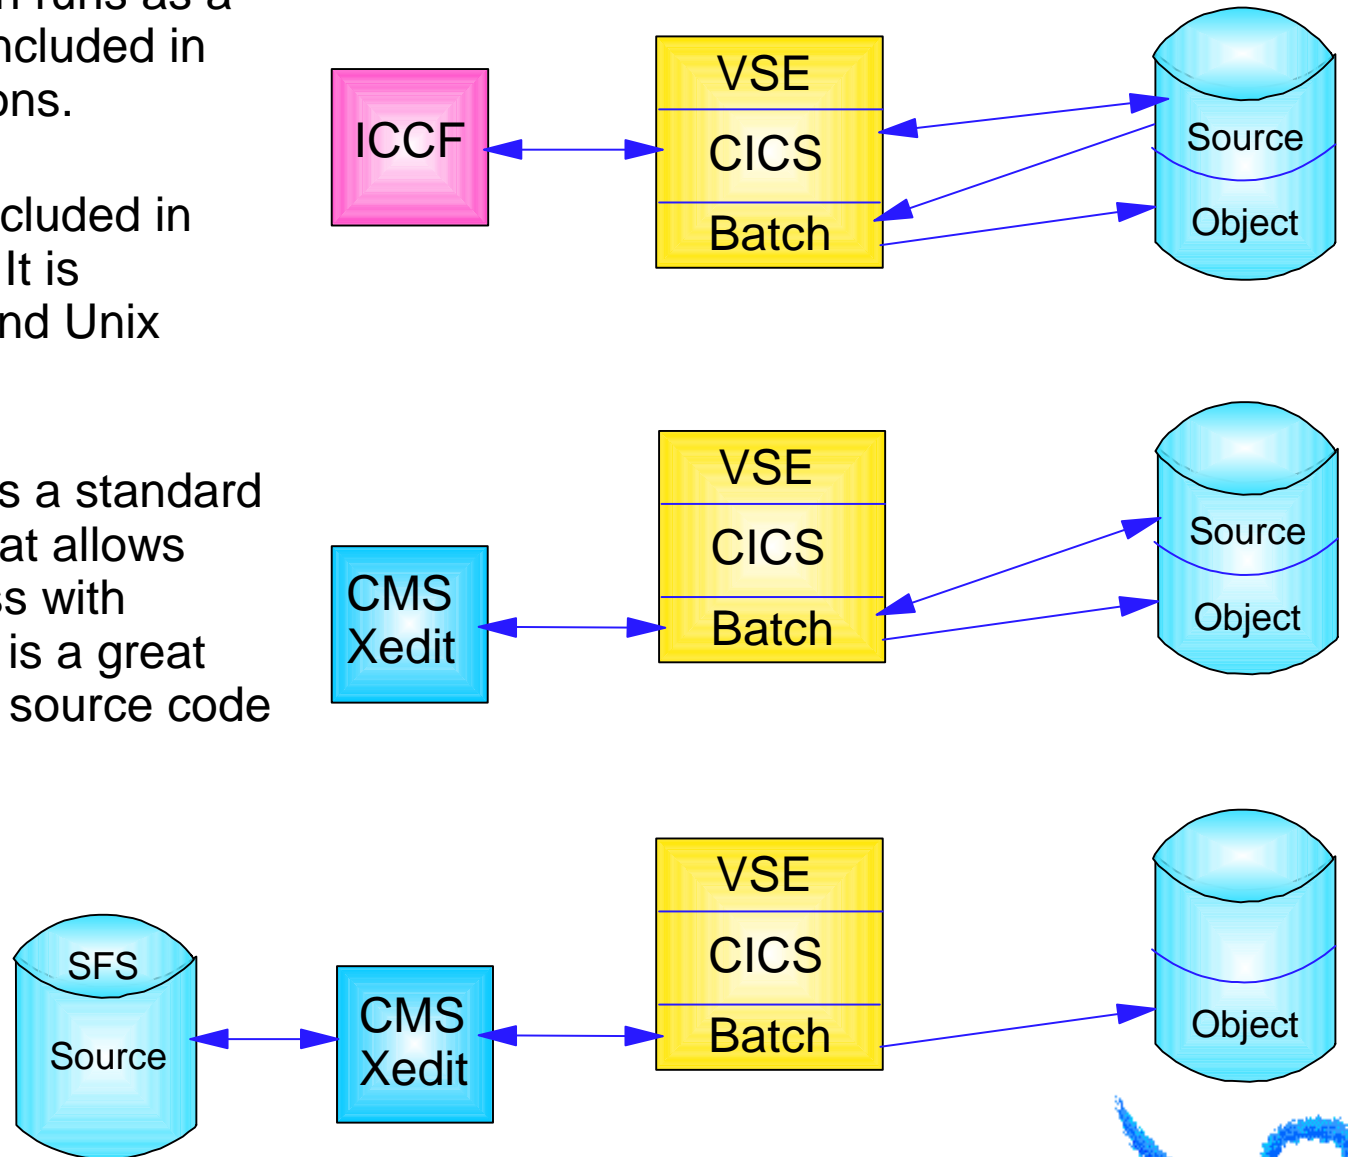 n runs as a
ncluded in
ons.
cluded in
It is
nd Unix
s a standard
at allows
ss with
is a great
source code
ICCF
VSE
CICS
Batch
Source
Object
CMS
Xedit
VSE
CICS
Batch
Source
Object
SFS
Source
CMS
Xedit
VSE
CICS
Batch
Object